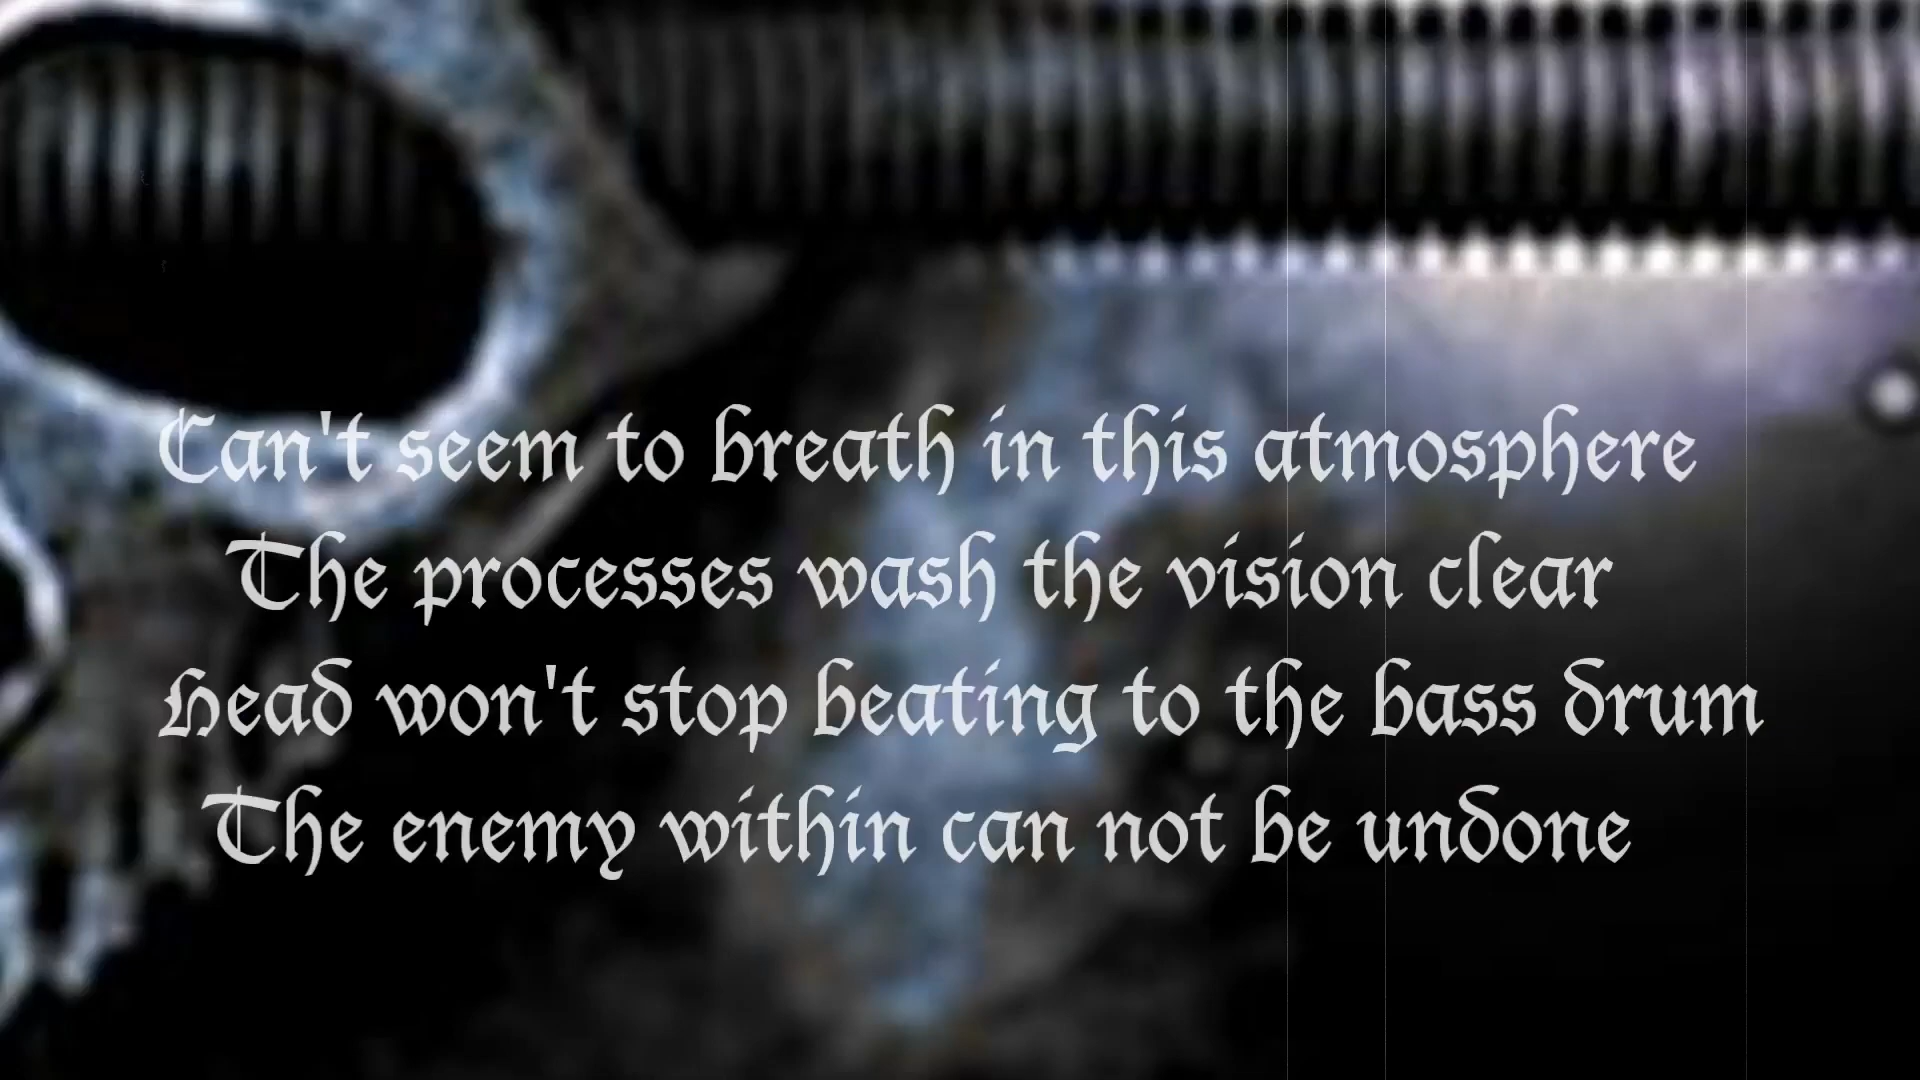 Can't seem to breath in this atmosphere
The processes wash the vision clear
Head won't stop beating to the bass drum
The enemy within can not be undone